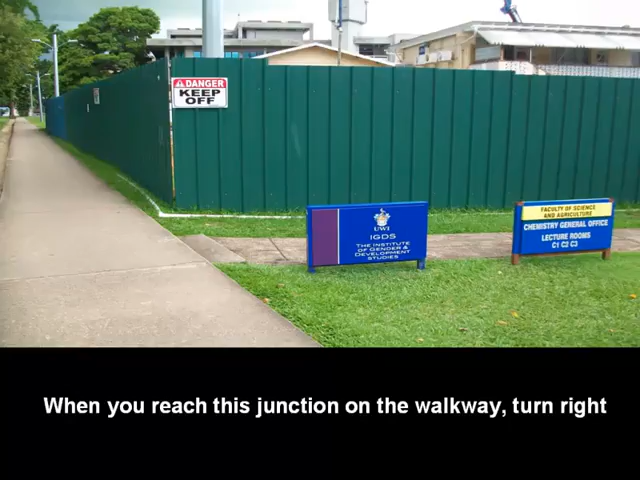 DANGER
KEEP
OFF
UWI
IGDS
THE INSTITUTE
OF GENDER &
DEVELOPMENT
STUDIES
FACULTY OF SCIENCE
AND AGRICULTURE
CHEMISTRY GENERAL OFFICE
LECTURE ROOMS
C1 C2 C3
When you reach this junction on the walkway, turn right